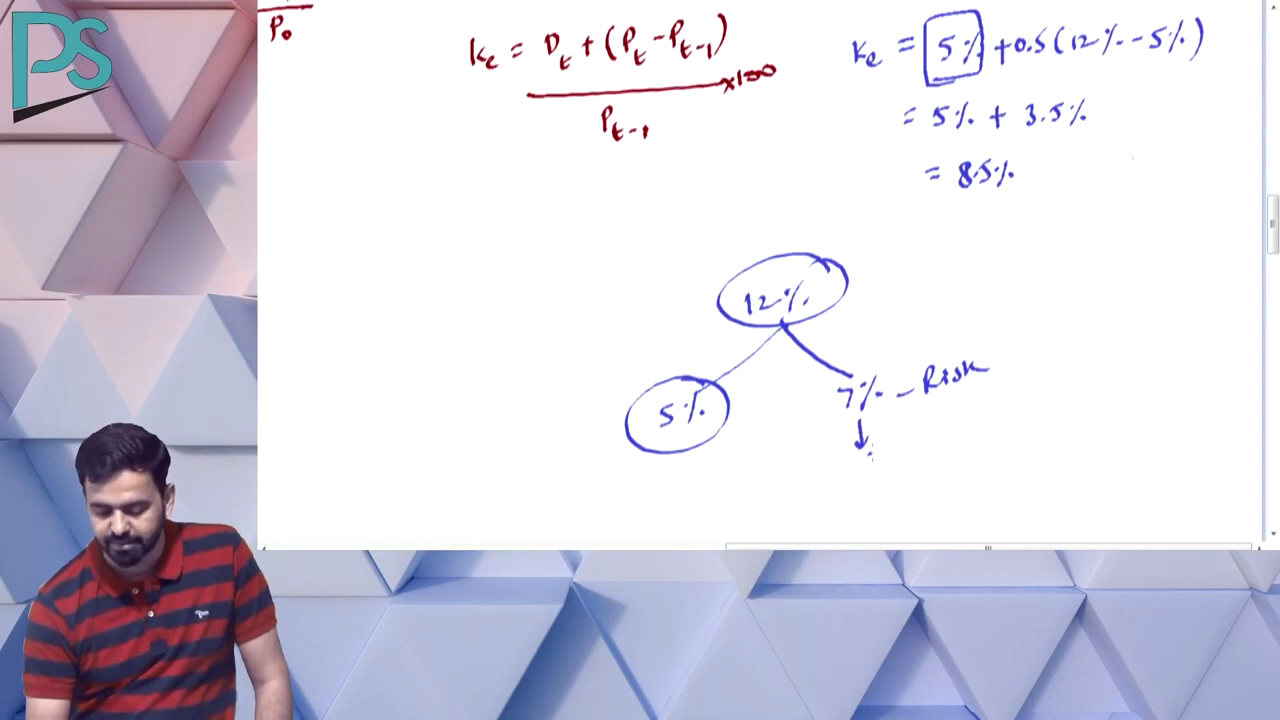 PS
P₀
Ke = Dt + (Pt - Pt-1)
x100
Pt-1
Ke = 5% + 0.5 (12% - 5%)
= 5% + 3.5%
= 8.5%
12%
5%
7% - Risk